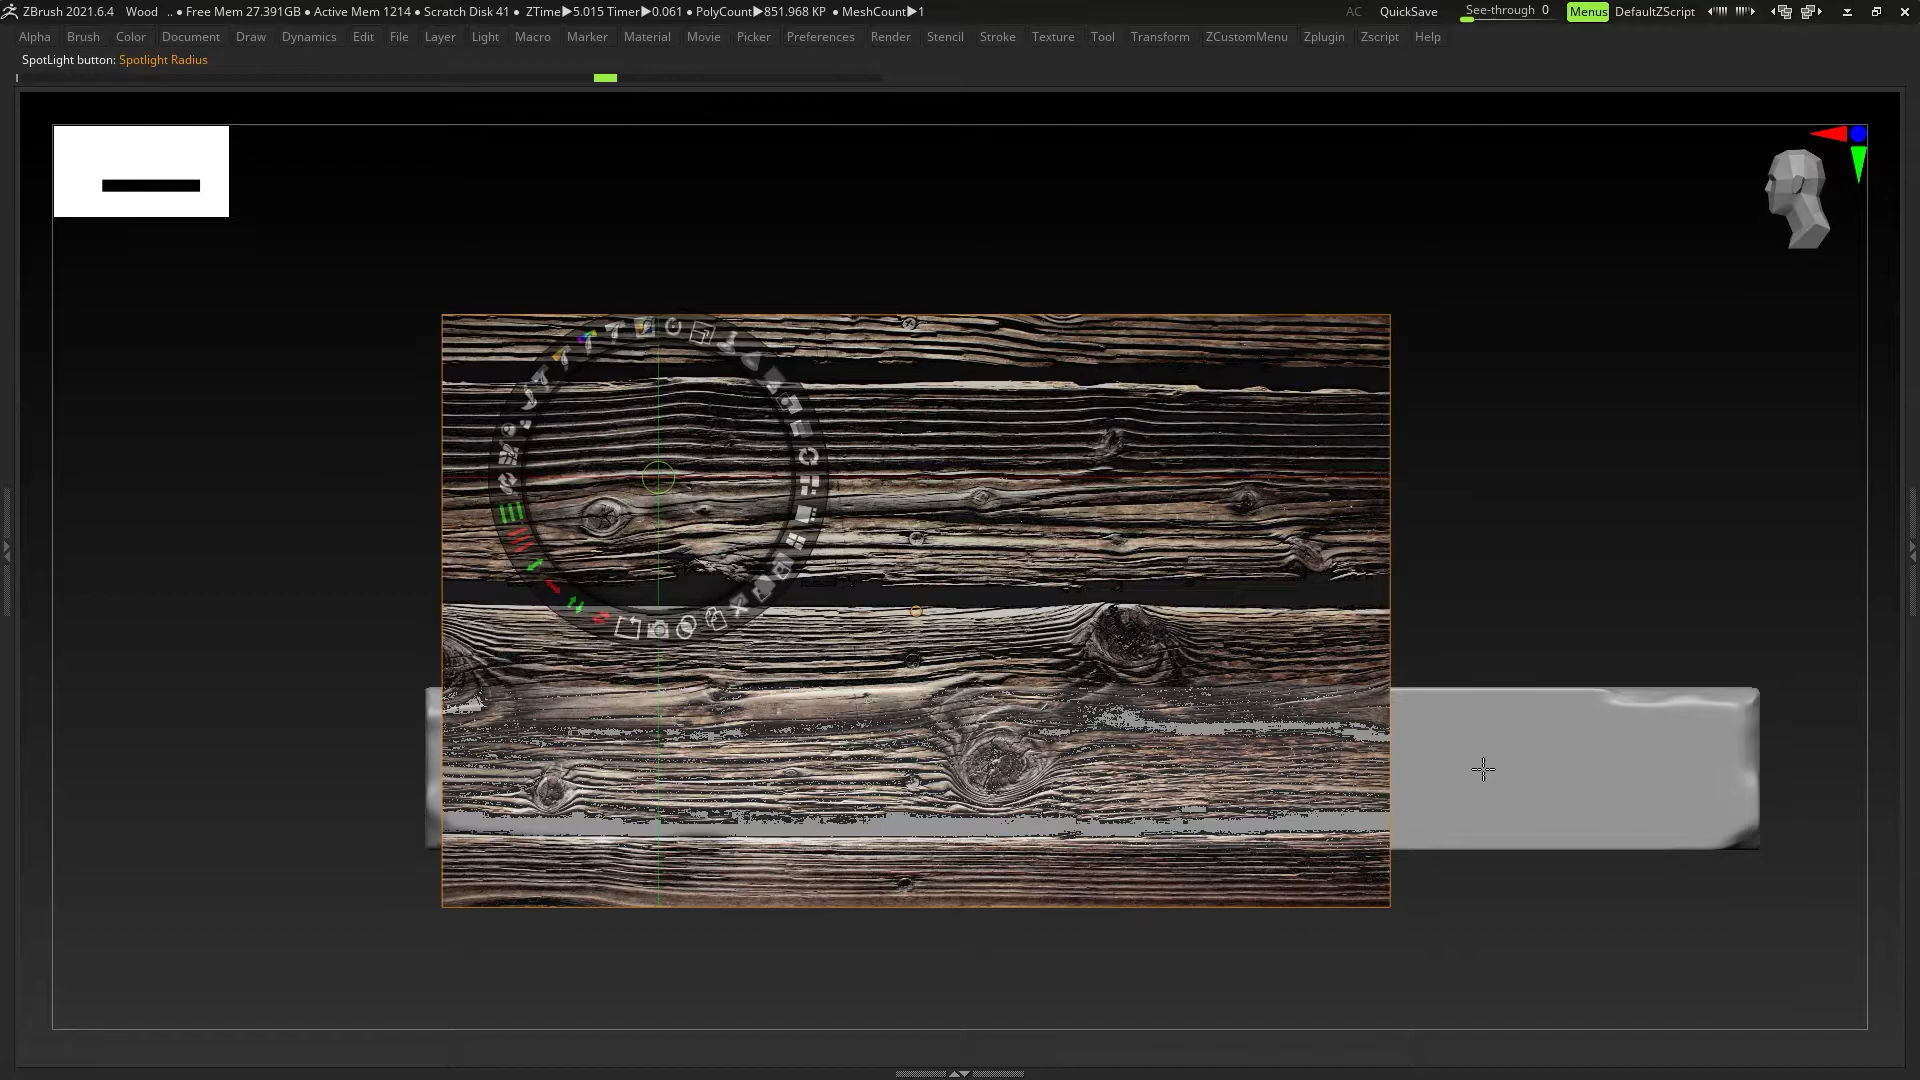 ZBrush 2021.6.4 Wood .. ● Free Mem 27.391GB ● Active Mem 1214 ● Scratch Disk 41 ● ZTime▶5.015 Timer▶0.061 ● PolyCount▶851.968 KP ● MeshCount▶1 AC QuickSave See-through 0 Menus DefaultZScript
Alpha Brush Color Document Draw Dynamics Edit File Layer Light Macro Marker Material Movie Picker Preferences Render Stencil Stroke Texture Tool Transform ZCustomMenu Zplugin Zscript Help
SpotLight button: Spotlight Radius